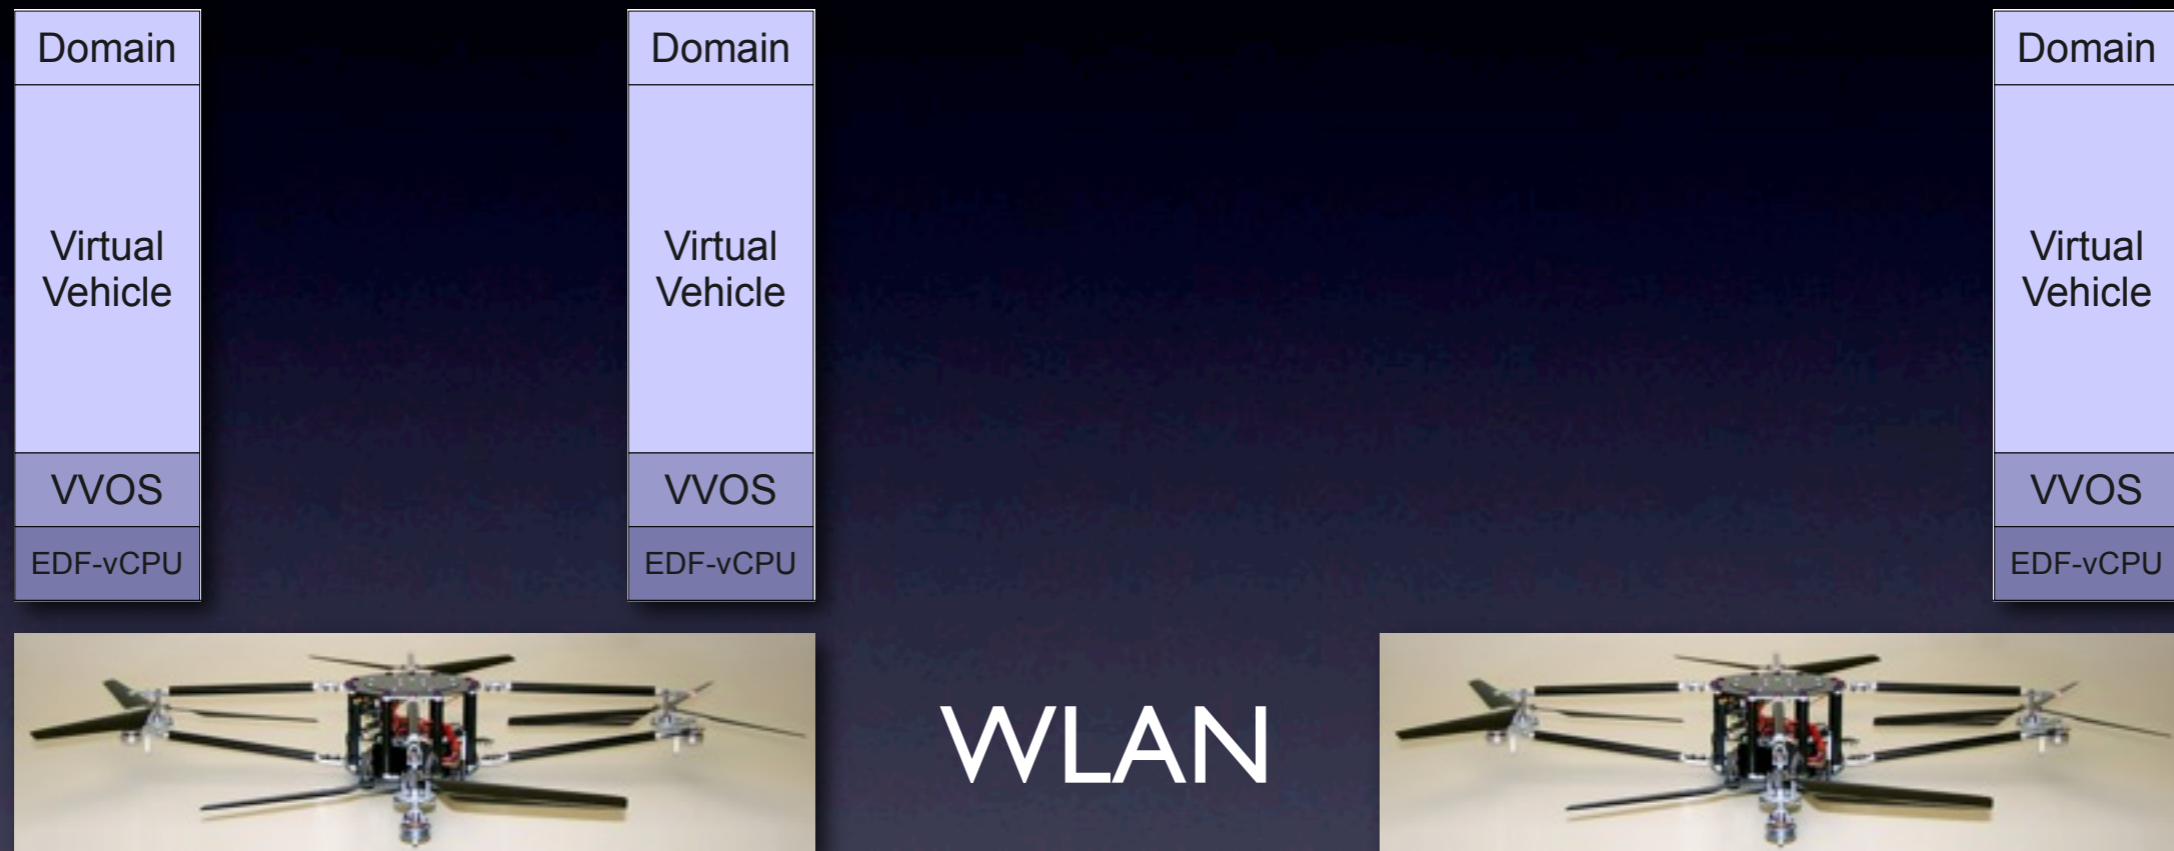 Domain
Virtual
Vehicle
VVOS
EDF-vCPU
Domain
Virtual
Vehicle
VVOS
EDF-vCPU
Domain
Virtual
Vehicle
VVOS
EDF-vCPU
WLAN